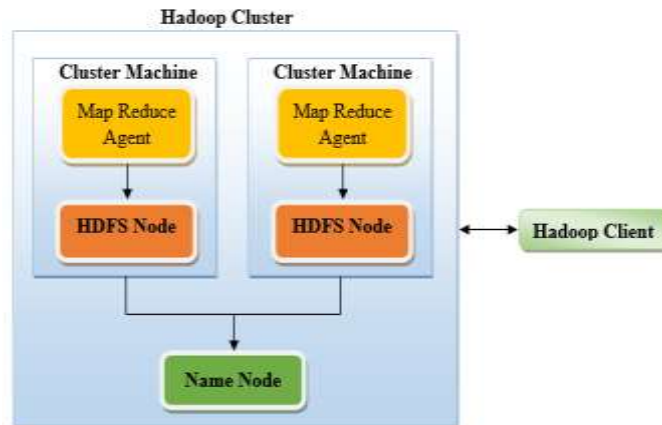 Hadoop Cluster
Cluster Machine
Map Reduce
Agent
HDFS Node
Cluster Machine
Map Reduce
Agent
HDFS Node
Hadoop Client
Name Node